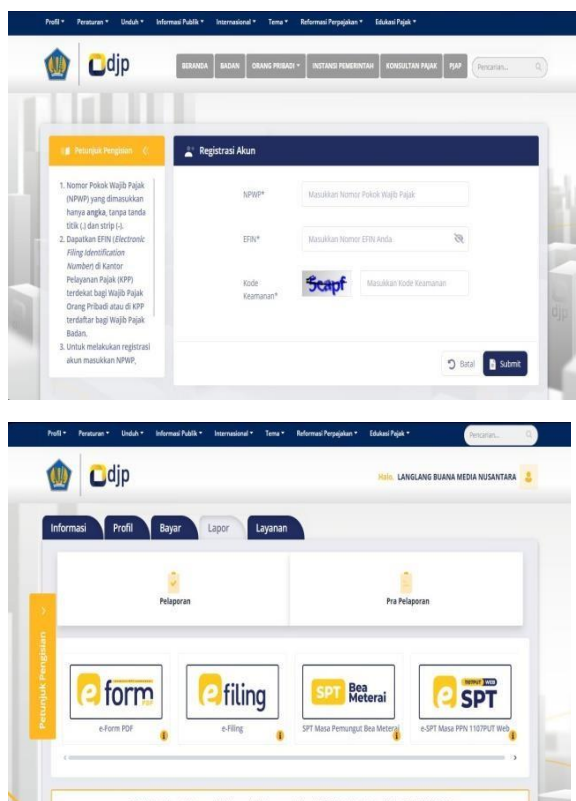 Profil Peraturan Unduh Informasi Publik Internasional Tema Reformasi Perpajakan Edukasi Pajak
djp
BERANDA BADAN ORANG PRIBADI INSTANSI PEMERINTAH KONSULTAN PAJAK PJAP Pencarian...
Petunjuk Pengisian
Registrasi Akun
1. Nomor Pokok Wajib Pajak
(NPWP) yang dimasukkan
hanya angka, tanpa tanda
titik (.) dan strip (-).
2. Dapatkan EFIN (Electronic
Filing Identification
Number) di Kantor
Pelayanan Pajak (KPP)
terdekat bagi Wajib Pajak
Orang Pribadi atau di KPP
terdaftar bagi Wajib Pajak
Badan.
3. Untuk melakukan registrasi
akun masukkan NPWP,
NPWP* Masukkan Nomor Pokok Wajib Pajak
EFIN* Masukkan Nomor EFIN Anda
Kode
Keamanan*
5capf Masukkan Kode Keamanan
Batal Submit
djp
Profil Peraturan Unduh Informasi Publik Internasional Tema Reformasi Perpajakan Edukasi Pajak Pencarian...
djp
Halo, LANGLANG BUANA MEDIA NUSANTARA
Informasi Profil Bayar Lapor Layanan
Pelaporan Pra Pelaporan
Petunjuk Pengisian
e form PDF
e filing
SPT Bea Meterai
e SPT WEB
e-Form PDF e-Filing SPT Masa Pemungut Bea Meterai e-SPT Masa PPN 1107PUT Web